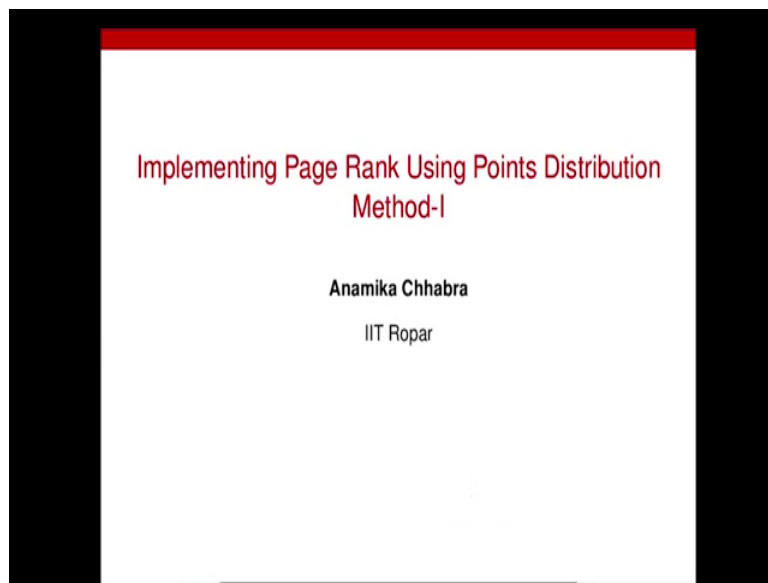 Implementing Page Rank Using Points Distribution
Method-I
Anamika Chhabra
IIT Ropar